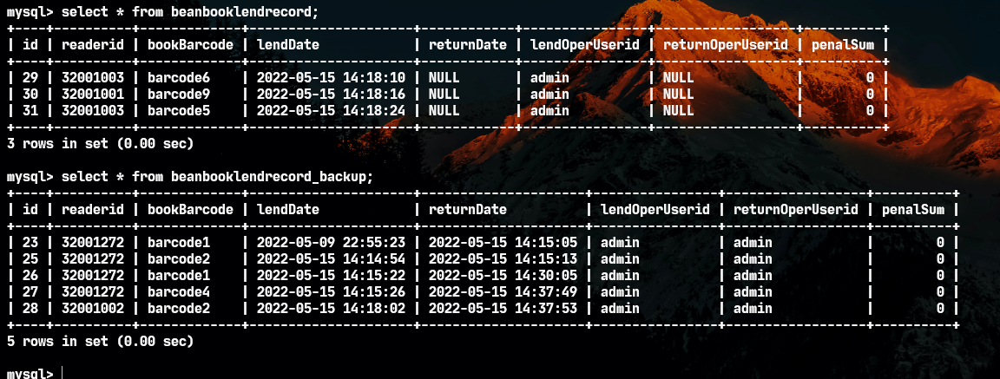 mysql> select * from beanbooklendrecord;
+----+----------+-------------+---------------------+------------+----------------+------------------+----------+
| id | readerid | bookBarcode | lendDate            | returnDate | lendOperUserid | returnOperUserid | penalSum |
+----+----------+-------------+---------------------+------------+----------------+------------------+----------+
| 29 | 32001003 | barcode6    | 2022-05-15 14:18:10 | NULL       | admin          | NULL             |        0 |
| 30 | 32001001 | barcode9    | 2022-05-15 14:18:16 | NULL       | admin          | NULL             |        0 |
| 31 | 32001003 | barcode5    | 2022-05-15 14:18:24 | NULL       | admin          | NULL             |        0 |
+----+----------+-------------+---------------------+------------+----------------+------------------+----------+
3 rows in set (0.00 sec)
mysql> select * from beanbooklendrecord_backup;
+----+----------+-------------+---------------------+---------------------+----------------+------------------+----------+
| id | readerid | bookBarcode | lendDate            | returnDate          | lendOperUserid | returnOperUserid | penalSum |
+----+----------+-------------+---------------------+---------------------+----------------+------------------+----------+
| 23 | 32001272 | barcode1    | 2022-05-09 22:55:23 | 2022-05-15 14:15:05 | admin          | admin            |        0 |
| 25 | 32001272 | barcode2    | 2022-05-15 14:14:54 | 2022-05-15 14:15:13 | admin          | admin            |        0 |
| 26 | 32001272 | barcode1    | 2022-05-15 14:15:22 | 2022-05-15 14:30:05 | admin          | admin            |        0 |
| 27 | 32001272 | barcode4    | 2022-05-15 14:15:26 | 2022-05-15 14:37:49 | admin          | admin            |        0 |
| 28 | 32001002 | barcode2    | 2022-05-15 14:18:02 | 2022-05-15 14:37:53 | admin          | admin            |        0 |
+----+----------+-------------+---------------------+---------------------+----------------+------------------+----------+
5 rows in set (0.00 sec)
mysql>